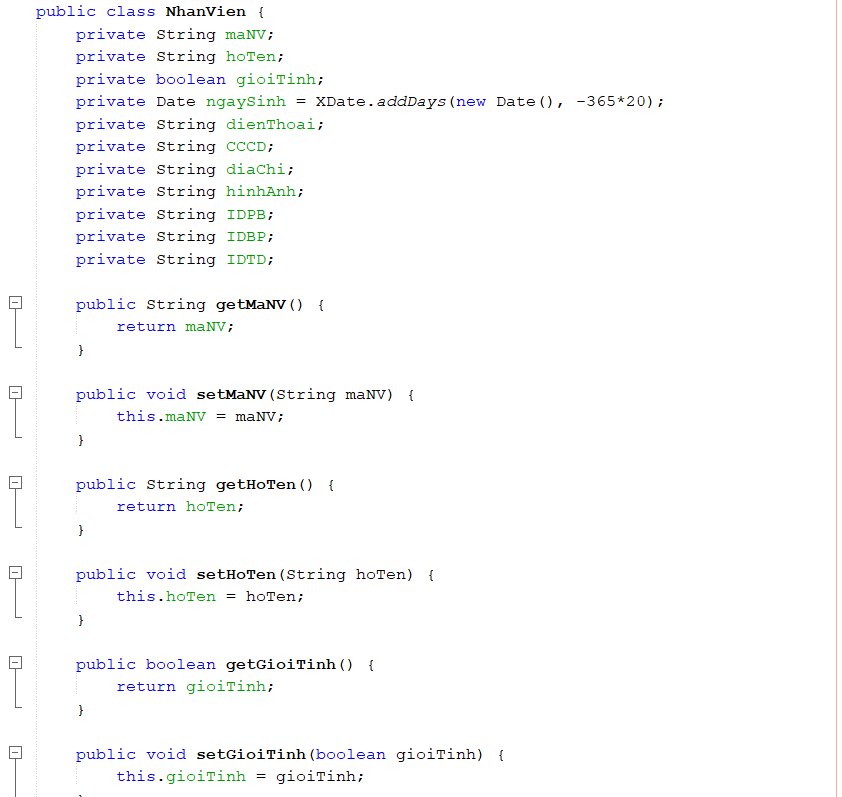 public class NhanVien {
private String maNV;
private String hoTen;
private boolean gioiTinh;
private Date ngaySinh = XDate.addDays(new Date(), -365*20);
private String dienThoai;
private String CCCD;
private String diaChi;
private String hinhAnh;
private String IDPB;
private String IDBP;
private String IDTD;
public String getMaNV() {
return maNV;
}
public void setMaNV(String maNV) {
this.maNV = maNV;
}
public String getHoTen() {
return hoTen;
}
public void setHoTen(String hoTen) {
this.hoTen = hoTen;
}
public boolean getGioiTinh() {
return gioiTinh;
}
public void setGioiTinh(boolean gioiTinh) {
this.gioiTinh = gioiTinh;